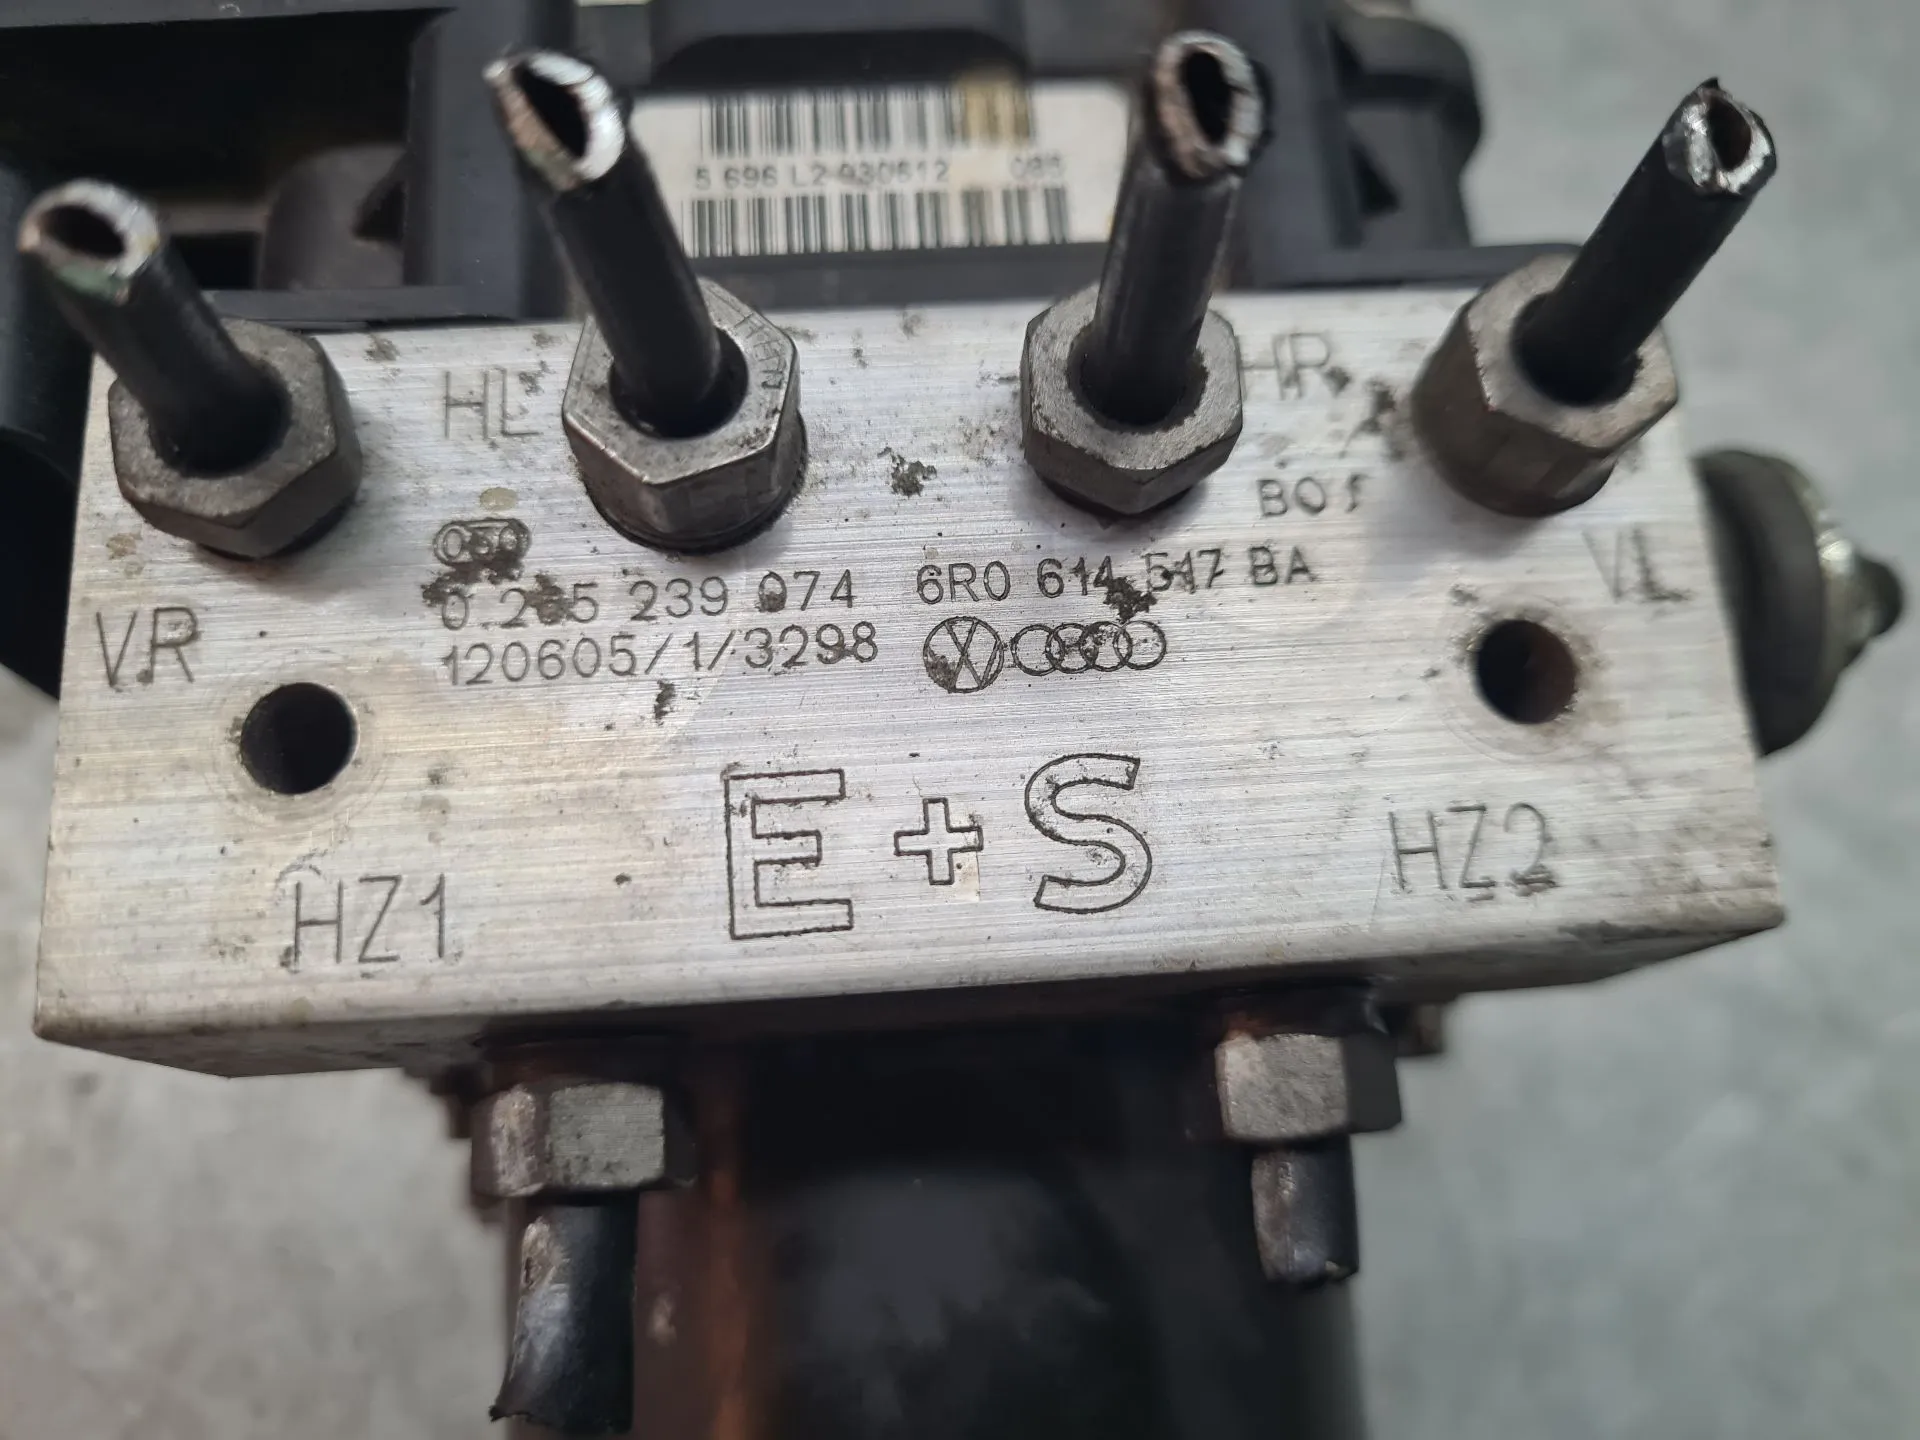 5 696 L2-930612 085
HL
HR
BO1
0 265 239 074 6R0 614 517 BA
VL
VR
120605/1/3298
E+S
HZ2
HZ1